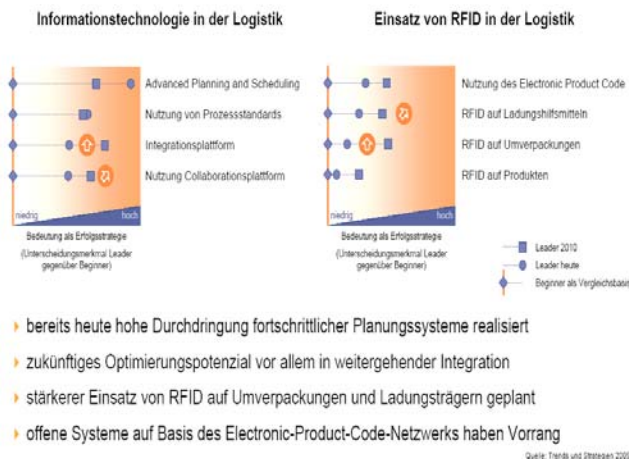 Informationstechnologie in der Logistik
Advanced Planning and Scheduling
Nutzung von Prozessstandards
Integrationsplattform
Nutzung Collaborationsplattform
niedrig
hoch
Bedeutung als Erfolgsstrategie
(Unterscheidungsmerkmal Leader
gegenüber Beginner)
Einsatz von RFID in der Logistik
Nutzung des Electronic Product Code
RFID auf Ladungshilfsmitteln
RFID auf Umverpackungen
RFID auf Produkten
niedrig
hoch
Bedeutung als Erfolgsstrategie
(Unterscheidungsmerkmal Leader
gegenüber Beginner)
Leader 2010
Leader heute
Beginner als Vergleichsbasis
bereits heute hohe Durchdringung fortschrittlicher Planungssysteme realisiert
zukünftiges Optimierungspotenzial vor allem in weitergehender Integration
stärkerer Einsatz von RFID auf Umverpackungen und Ladungsträgern geplant
offene Systeme auf Basis des Electronic-Product-Code-Netzwerks haben Vorrang
Quelle: Trends und Strategien